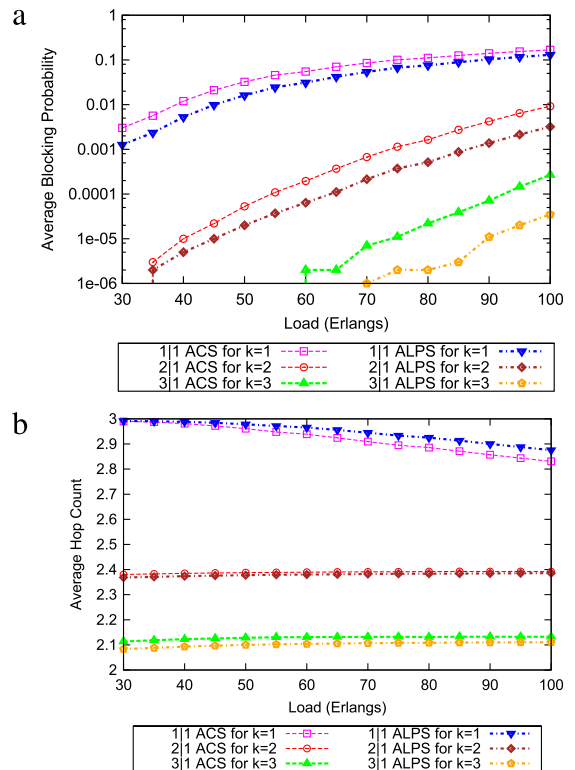 a
1
0.1
0.01
0.001
0.0001
1e-05
1e-06
Average Blocking Probability
30 40 50 60 70 80 90 100
Load (Erlangs)
1|1 ACS for k=1 1|1 ALPS for k=1
2|1 ACS for k=2 2|1 ALPS for k=2
3|1 ACS for k=3 3|1 ALPS for k=3
b
3
2.9
2.8
2.7
2.6
2.5
2.4
2.3
2.2
2.1
2
Average Hop Count
30 40 50 60 70 80 90 100
Load (Erlangs)
1|1 ACS for k=1 1|1 ALPS for k=1
2|1 ACS for k=2 2|1 ALPS for k=2
3|1 ACS for k=3 3|1 ALPS for k=3